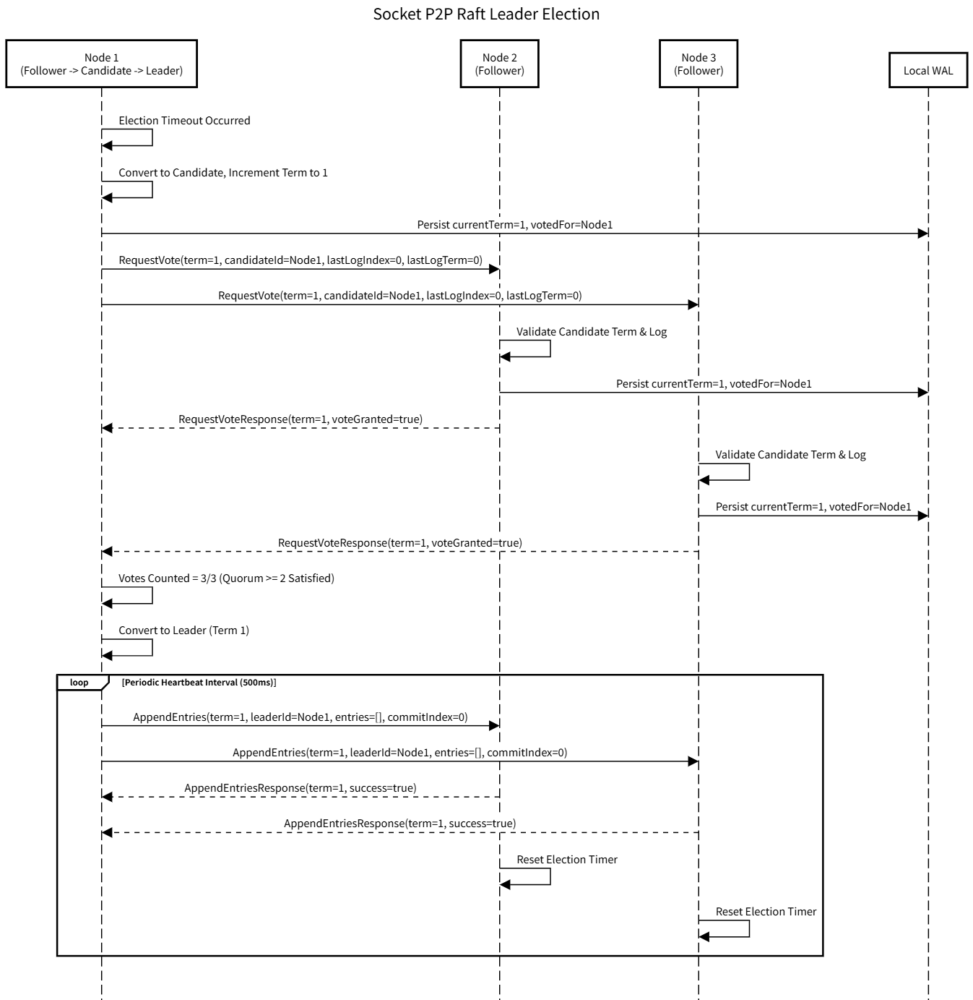 Socket P2P Raft Leader Election
Node 1
(Follower -> Candidate -> Leader)
Node 2
(Follower)
Node 3
(Follower)
Local WAL
Election Timeout Occurred
Convert to Candidate, Increment Term to 1
Persist currentTerm=1, votedFor=Node1
RequestVote(term=1, candidateId=Node1, lastLogIndex=0, lastLogTerm=0)
RequestVote(term=1, candidateId=Node1, lastLogIndex=0, lastLogTerm=0)
Validate Candidate Term & Log
Persist currentTerm=1, votedFor=Node1
RequestVoteResponse(term=1, voteGranted=true)
Validate Candidate Term & Log
Persist currentTerm=1, votedFor=Node1
RequestVoteResponse(term=1, voteGranted=true)
Votes Counted = 3/3 (Quorum >= 2 Satisfied)
Convert to Leader (Term 1)
loop [Periodic Heartbeat Interval (500ms)]
AppendEntries(term=1, leaderId=Node1, entries=[], commitIndex=0)
AppendEntries(term=1, leaderId=Node1, entries=[], commitIndex=0)
AppendEntriesResponse(term=1, success=true)
AppendEntriesResponse(term=1, success=true)
Reset Election Timer
Reset Election Timer